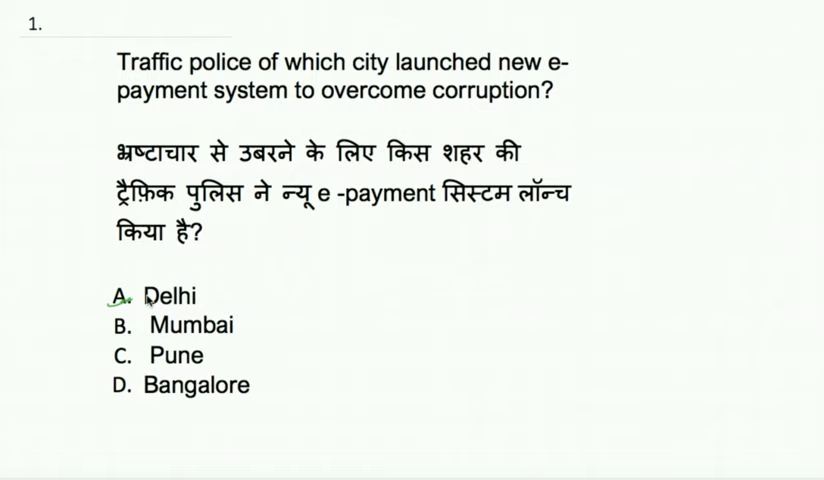 1.
Traffic police of which city launched new e-
payment system to overcome corruption?
भ्रष्टाचार से उबरने के लिए किस शहर की
ट्रैफ़िक पुलिस ने न्यू e -payment सिस्टम लॉन्च
किया है?
A. Delhi
B. Mumbai
C. Pune
D. Bangalore